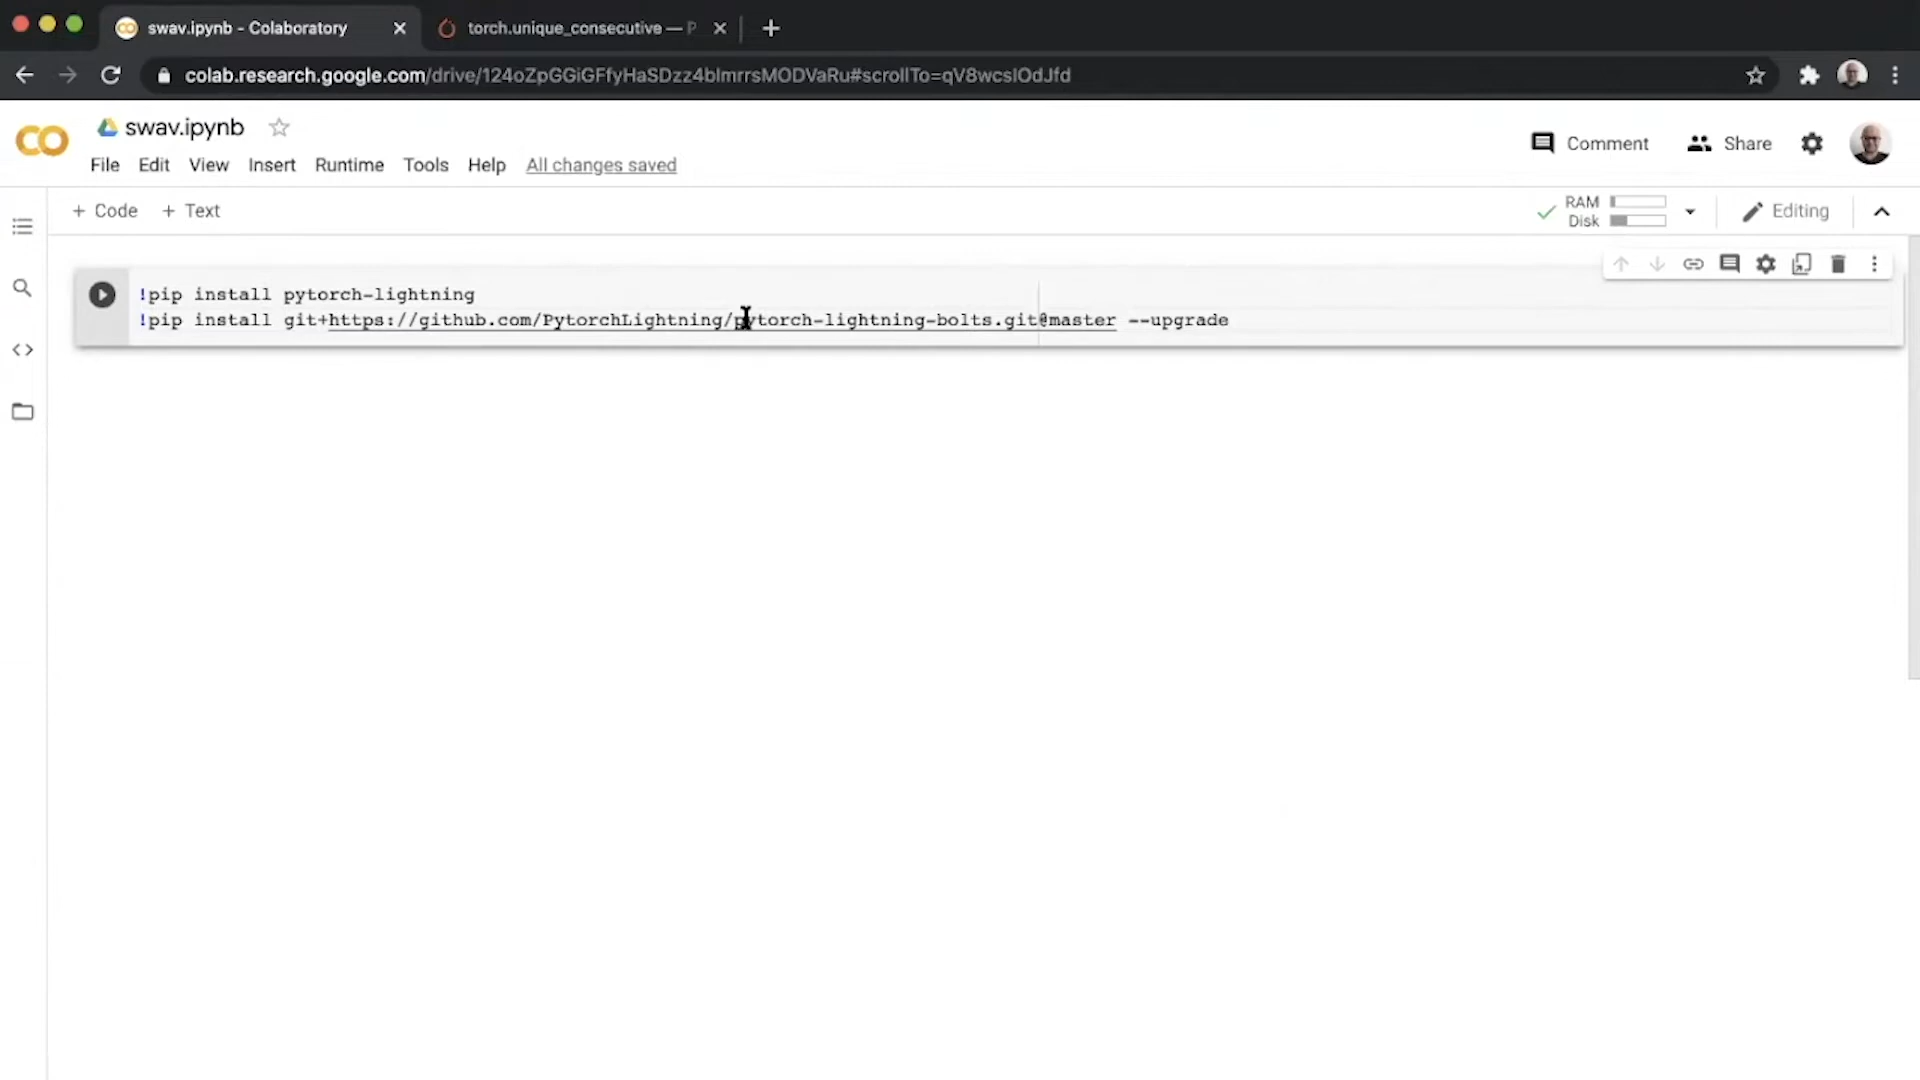 swav.ipynb - Colaboratory
torch.unique_consecutive — P
colab.research.google.com/drive/124oZpGGiGFfyHaSDzz4blmrrsMODVaRu#scrollTo=qV8wcslOdJfd
swav.ipynb
Comment
Share
File Edit View Insert Runtime Tools Help All changes saved
+ Code + Text
RAM
Disk
Editing
!pip install pytorch-lightning
!pip install git+https://github.com/PytorchLightning/pytorch-lightning-bolts.git@master --upgrade